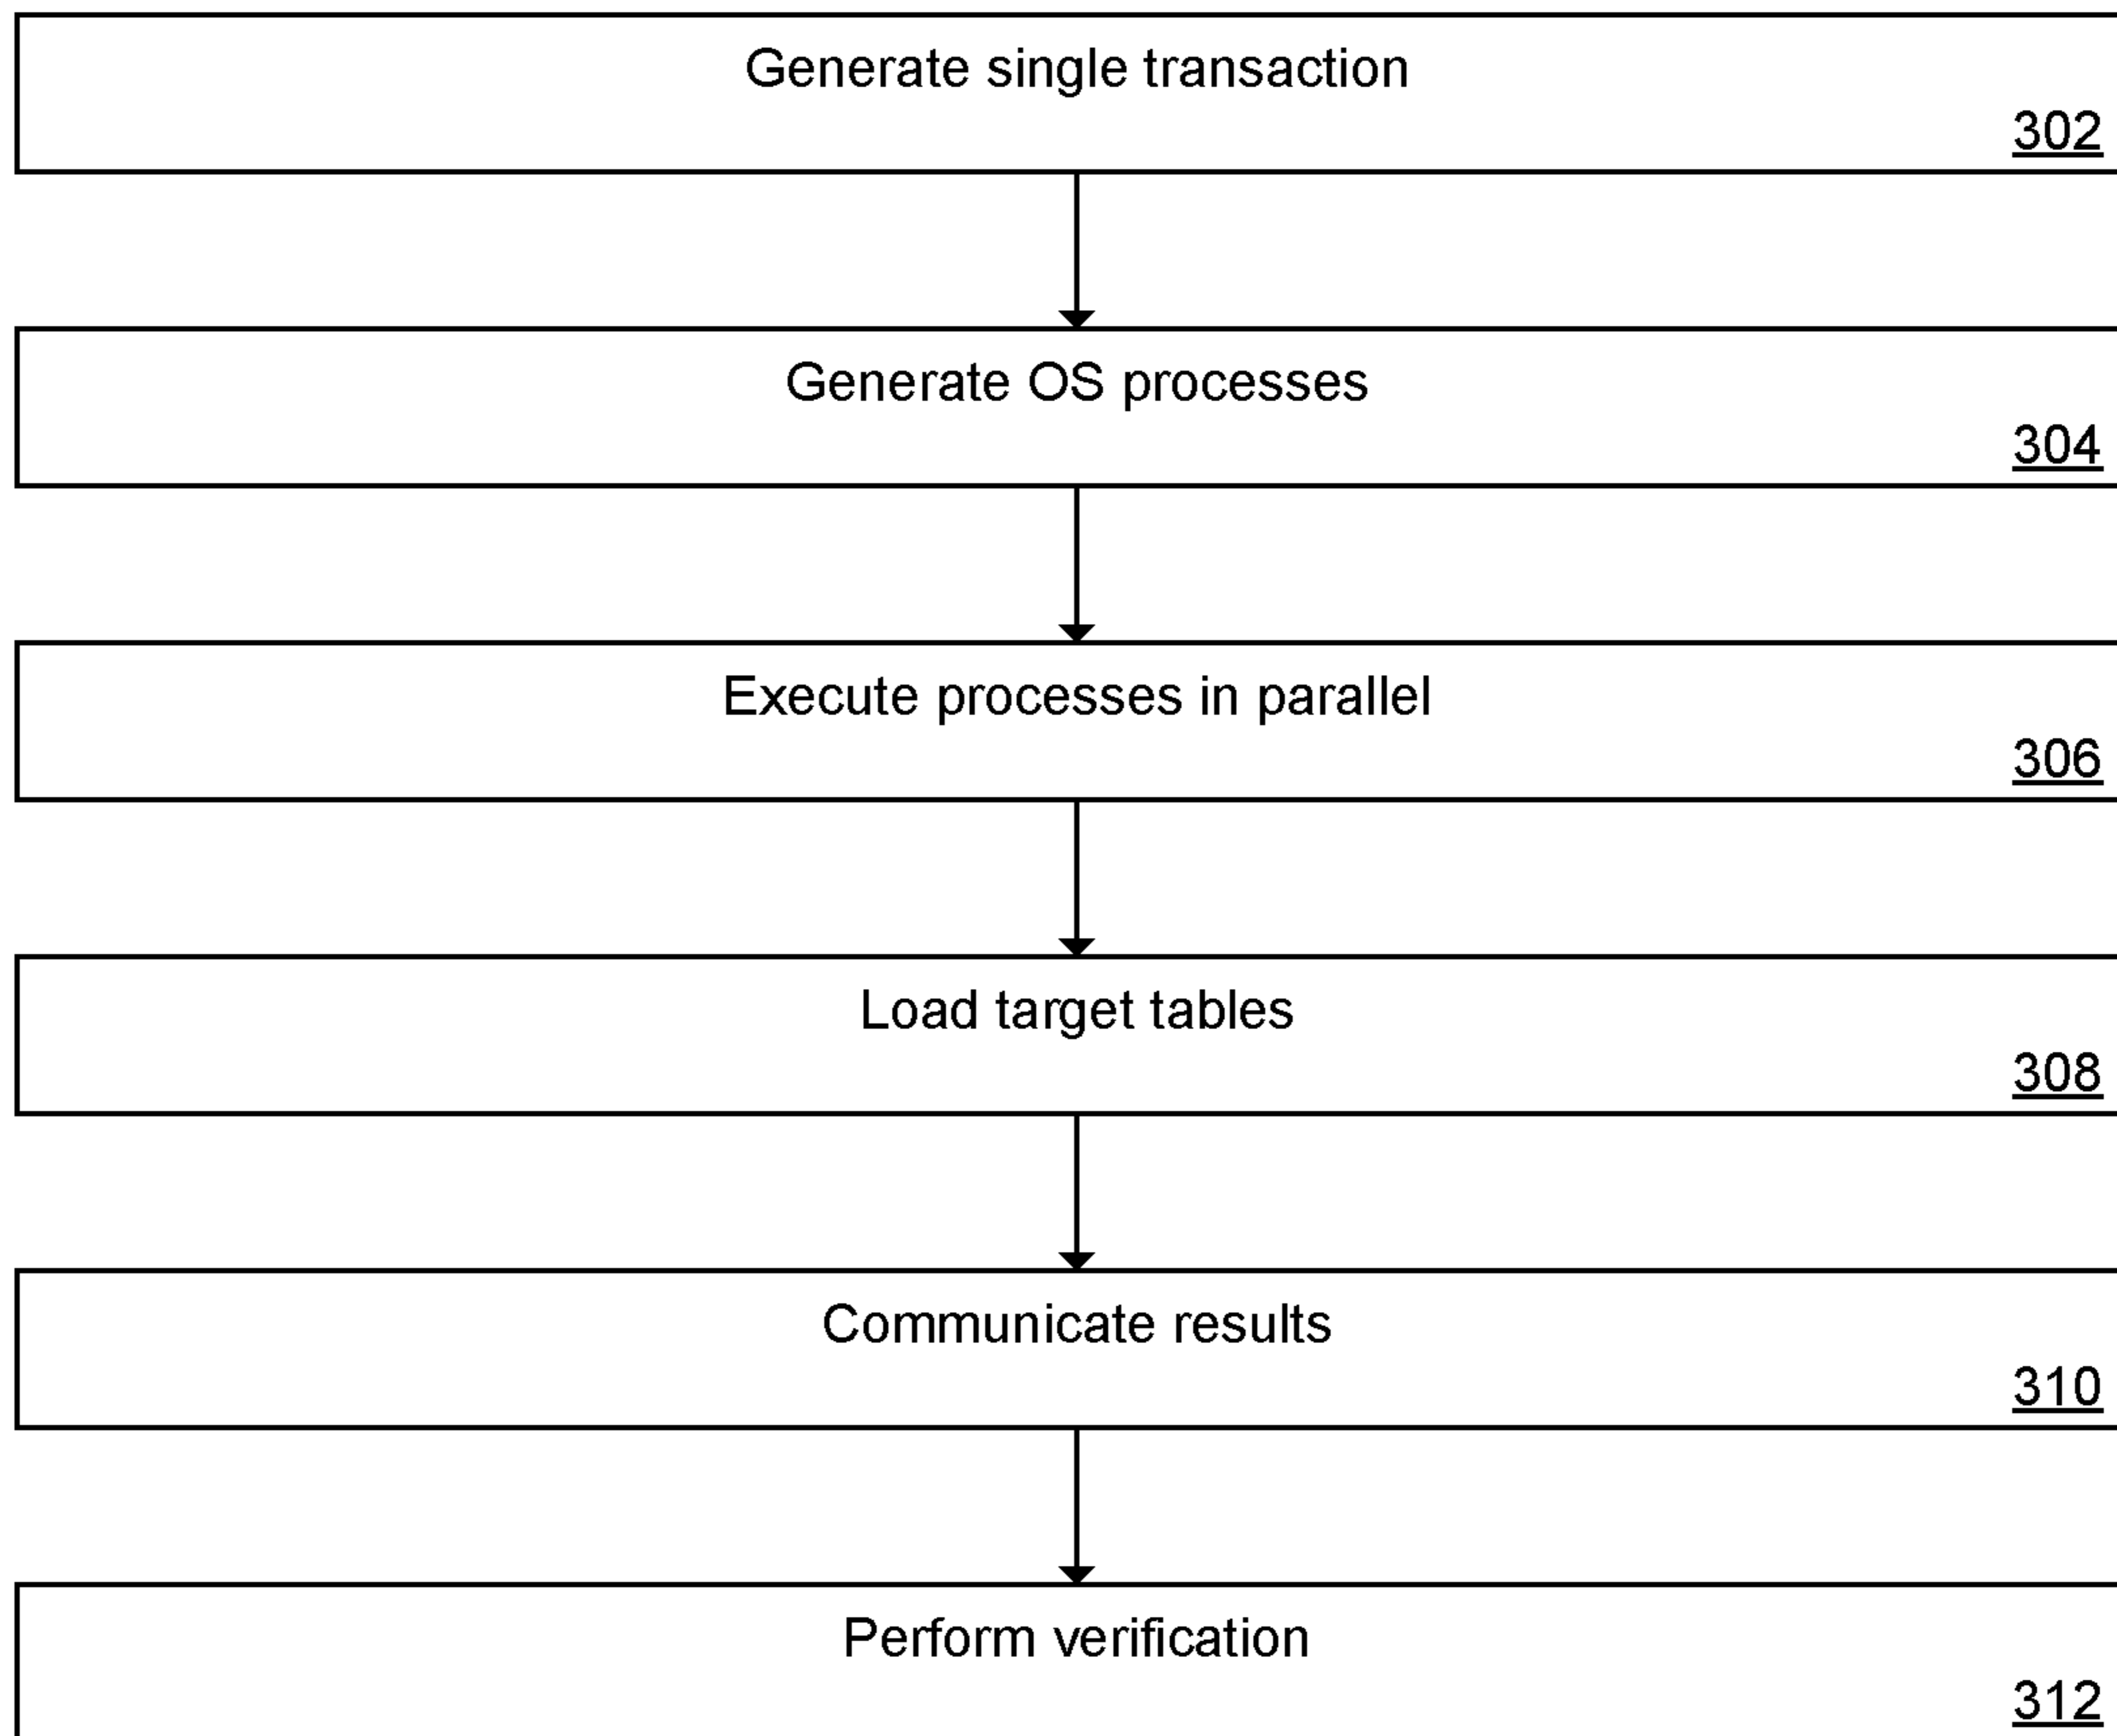 Generate single transaction
302
Generate OS processes
304
Execute processes in parallel
306
Load target tables
308
Communicate results
310
Perform verification
312